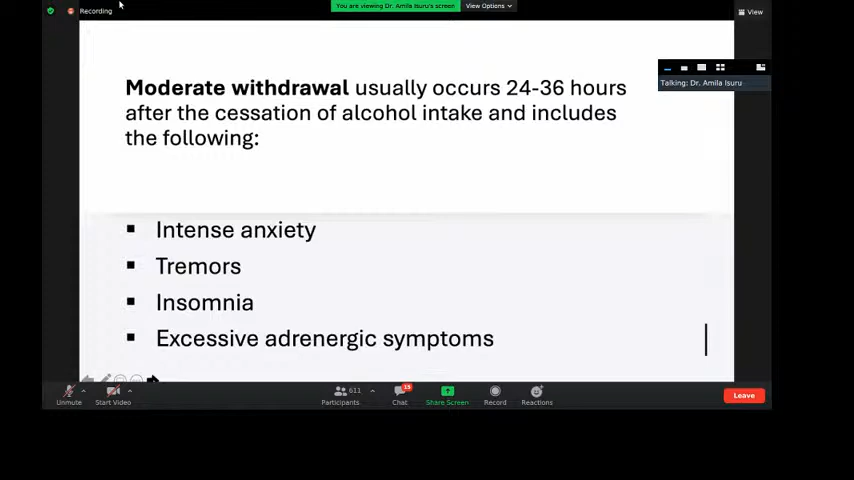 Recording
You are viewing Dr. Amila Isuru's screen
View Options
View
Talking: Dr. Amila Isuru
Moderate withdrawal usually occurs 24-36 hours
after the cessation of alcohol intake and includes
the following:
▪ Intense anxiety
▪ Tremors
▪ Insomnia
▪ Excessive adrenergic symptoms
Unmute
Start Video
611
Participants
15
Chat
Share Screen
Record
Reactions
Leave